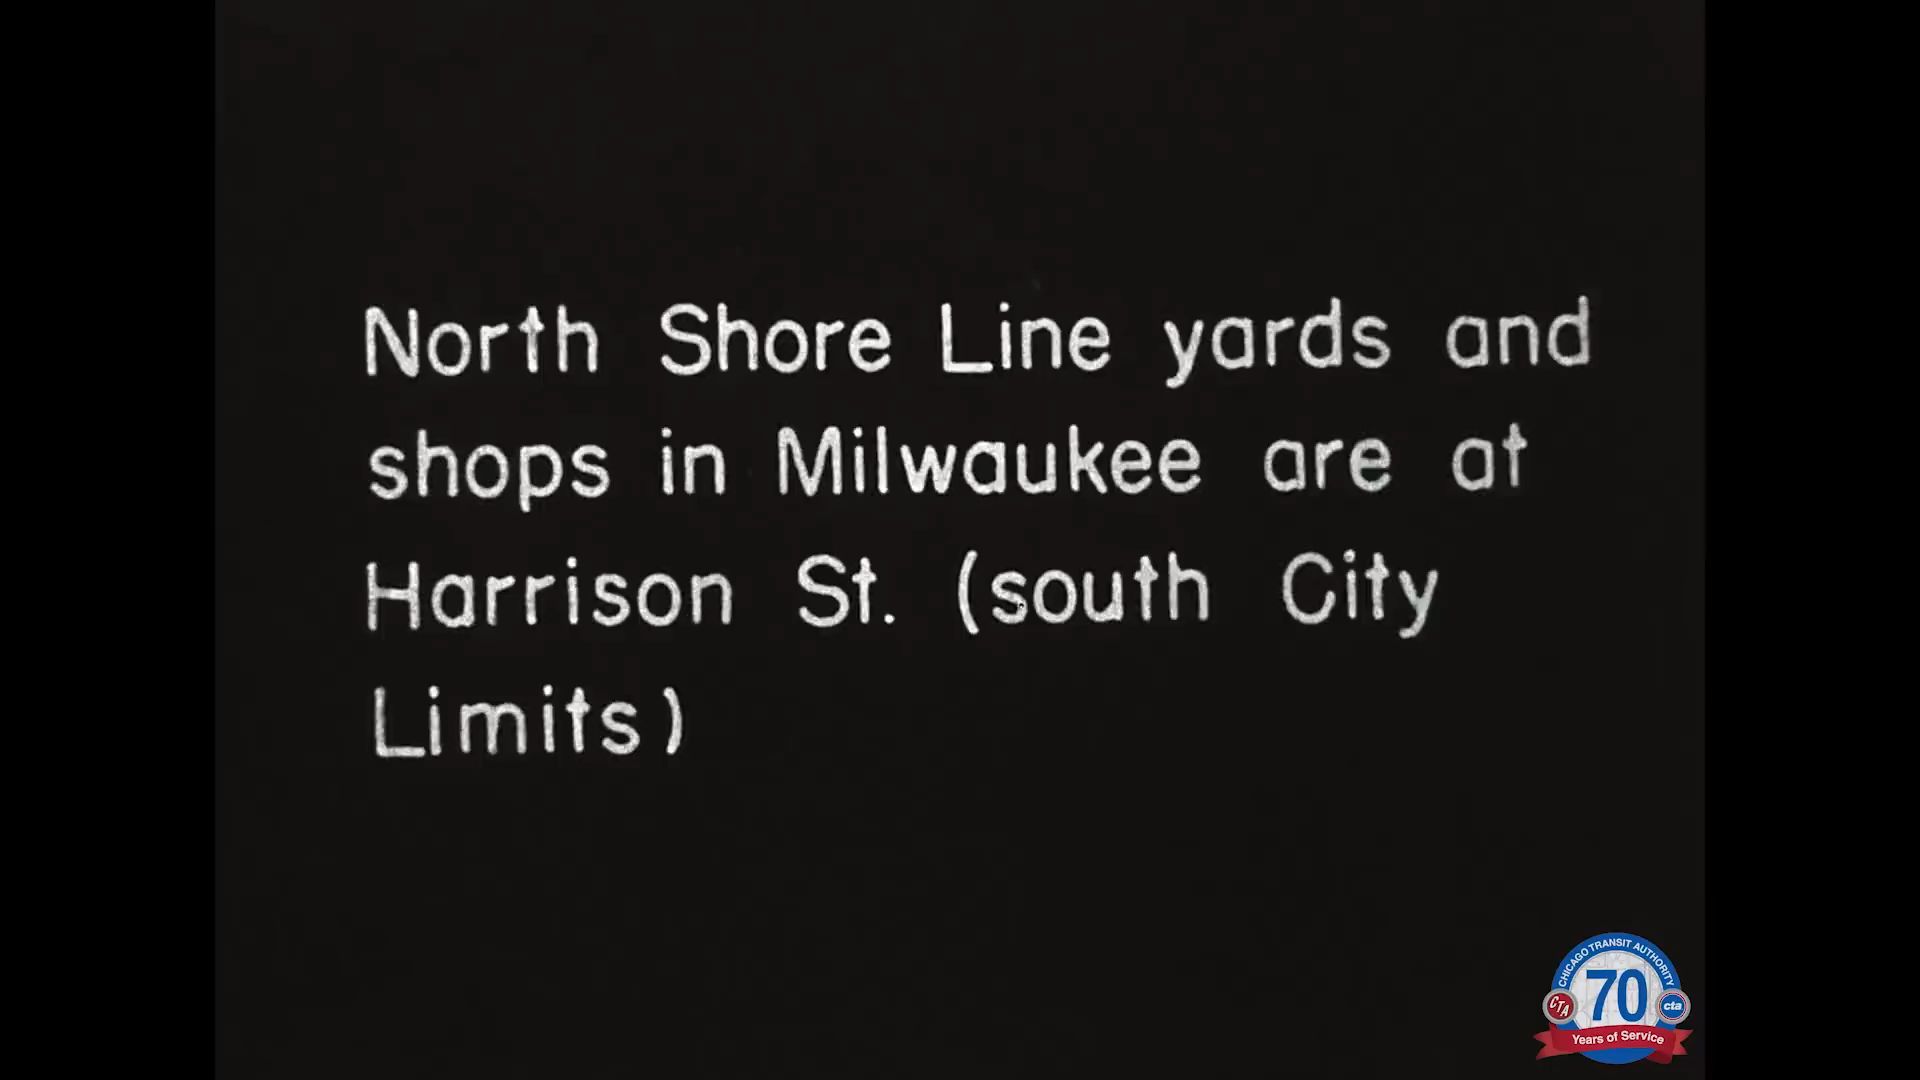 North Shore Line yards and
shops in Milwaukee are at
Harrison St. (south City
Limits)
CHICAGO TRANSIT AUTHORITY
CTA
70
cta
Years of Service